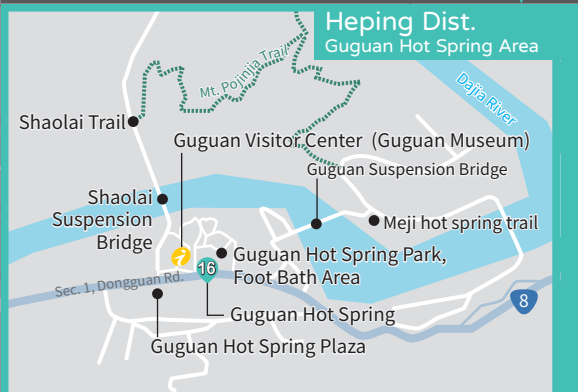 Heping Dist.
Guguan Hot Spring Area
Mt. Pojinjia Trail
Dajia River
Shaolai Trail
Guguan Visitor Center (Guguan Museum)
Guguan Suspension Bridge
Shaolai
Suspension
Bridge
Meji hot spring trail
Guguan Hot Spring Park,
Foot Bath Area
16
Sec. 1, Dongguan Rd.
8
Guguan Hot Spring
Guguan Hot Spring Plaza